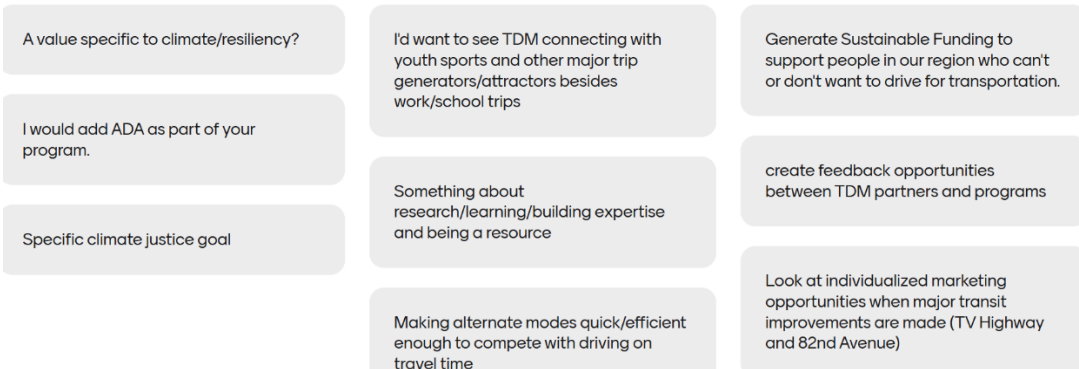 A value specific to climate/resiliency?
I would add ADA as part of your
program.
Specific climate justice goal
I'd want to see TDM connecting with
youth sports and other major trip
generators/attractors besides
work/school trips
Something about
research/learning/building expertise
and being a resource
Making alternate modes quick/efficient
enough to compete with driving on
travel time
Generate Sustainable Funding to
support people in our region who can't
or don't want to drive for transportation.
create feedback opportunities
between TDM partners and programs
Look at individualized marketing
opportunities when major transit
improvements are made (TV Highway
and 82nd Avenue)